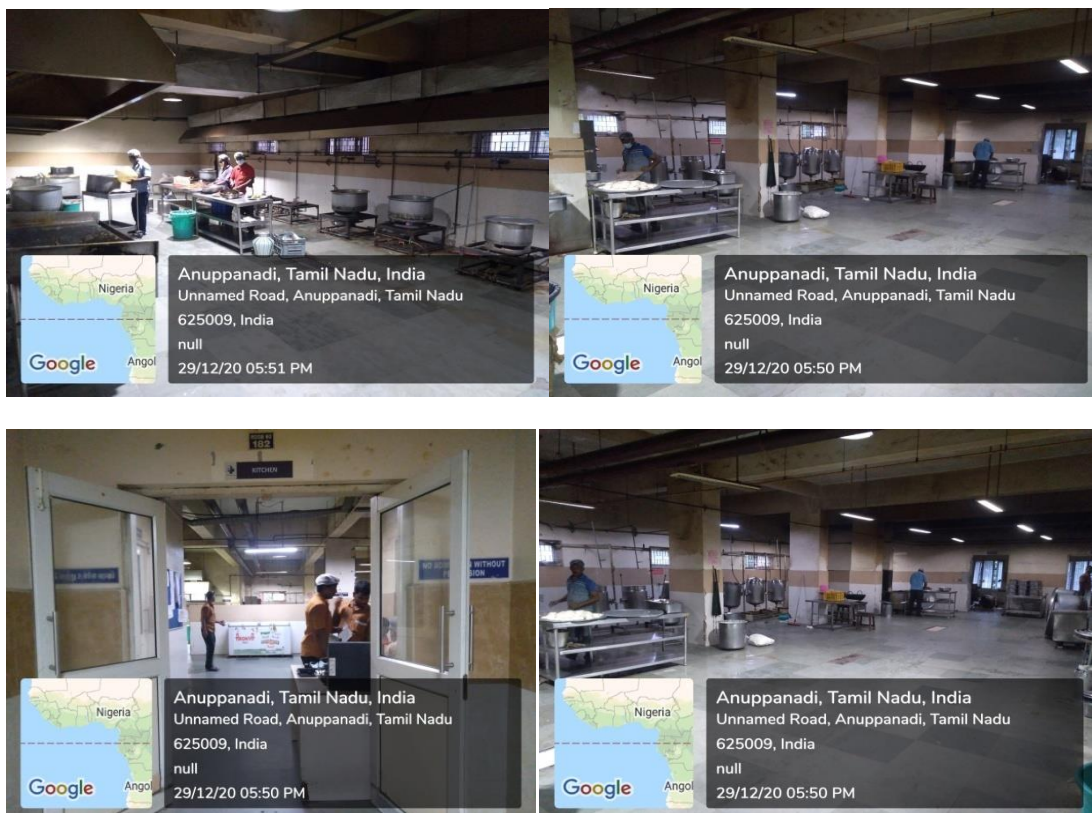 Nigeria
Google
Angol
Anuppanadi, Tamil Nadu, India
Unnamed Road, Anuppanadi, Tamil Nadu
625009, India
null
29/12/20 05:51 PM
Nigeria
Google
Angol
Anuppanadi, Tamil Nadu, India
Unnamed Road, Anuppanadi, Tamil Nadu
625009, India
null
29/12/20 05:50 PM
182
KITCHEN
NO WITHOUT
Nigeria
Google
Angol
Anuppanadi, Tamil Nadu, India
Unnamed Road, Anuppanadi, Tamil Nadu
625009, India
null
29/12/20 05:50 PM
Nigeria
Google
Angol
Anuppanadi, Tamil Nadu, India
Unnamed Road, Anuppanadi, Tamil Nadu
625009, India
null
29/12/20 05:50 PM